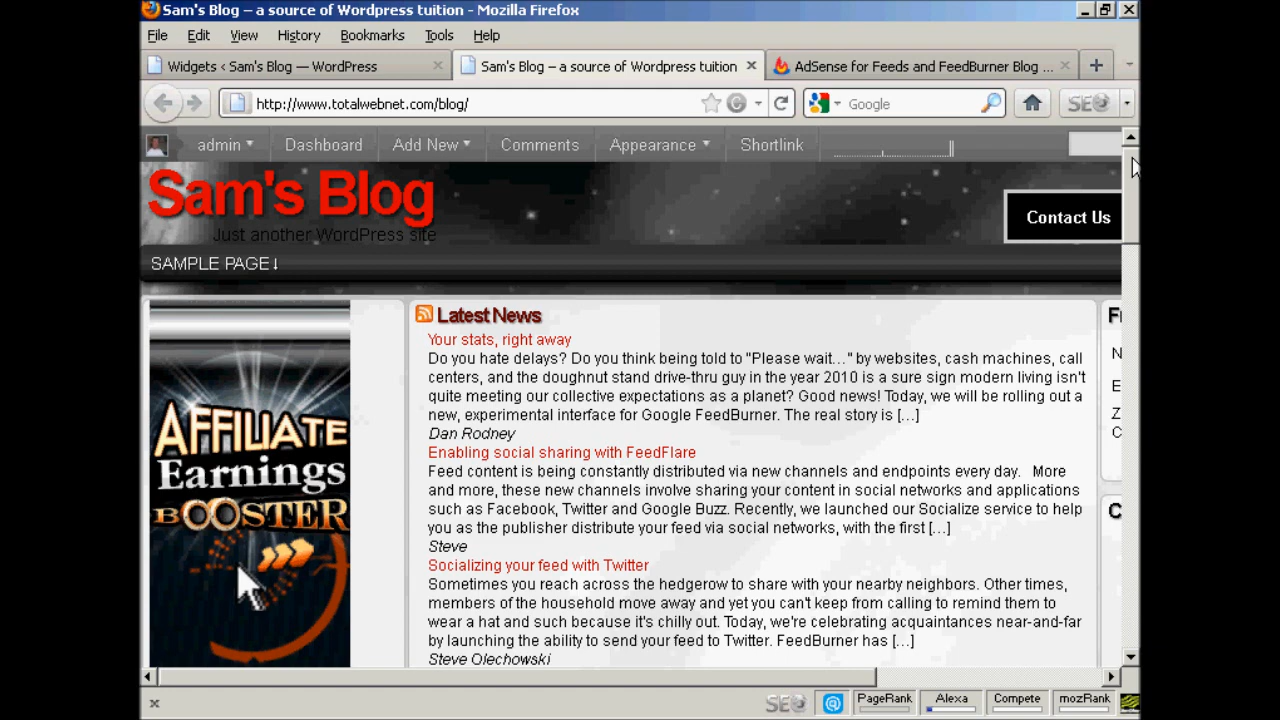 Sam's Blog – a source of Wordpress tuition - Mozilla Firefox
File Edit View History Bookmarks Tools Help
Widgets ‹ Sam's Blog — WordPress
Sam's Blog – a source of Wordpress tuition
AdSense for Feeds and FeedBurner Blog ...
http://www.totalwebnet.com/blog/
Google
SEO
admin Dashboard Add New Comments Appearance Shortlink
Sam's Blog
Just another WordPress site
Contact Us
SAMPLE PAGE↓
AFFILIATE
Earnings
BOOSTER
Latest News
Your stats, right away
Do you hate delays? Do you think being told to "Please wait…" by websites, cash machines, call
centers, and the doughnut stand drive-thru guy in the year 2010 is a sure sign modern living isn't
quite meeting our collective expectations as a planet? Good news! Today, we will be rolling out a
new, experimental interface for Google FeedBurner. The real story is […]
Dan Rodney
Enabling social sharing with FeedFlare
Feed content is being constantly distributed via new channels and endpoints every day. More
and more, these new channels involve sharing your content in social networks and applications
such as Facebook, Twitter and Google Buzz. Recently, we launched our Socialize service to help
you as the publisher distribute your feed via social networks, with the first […]
Steve
Socializing your feed with Twitter
Sometimes you reach across the hedgerow to share with your nearby neighbors. Other times,
members of the household move away and yet you can't keep from calling to remind them to
wear a hat and such because it's chilly out. Today, we're celebrating acquaintances near-and-far
by launching the ability to send your feed to Twitter. FeedBurner has […]
Steve Olechowski
SEO PageRank Alexa Compete mozRank